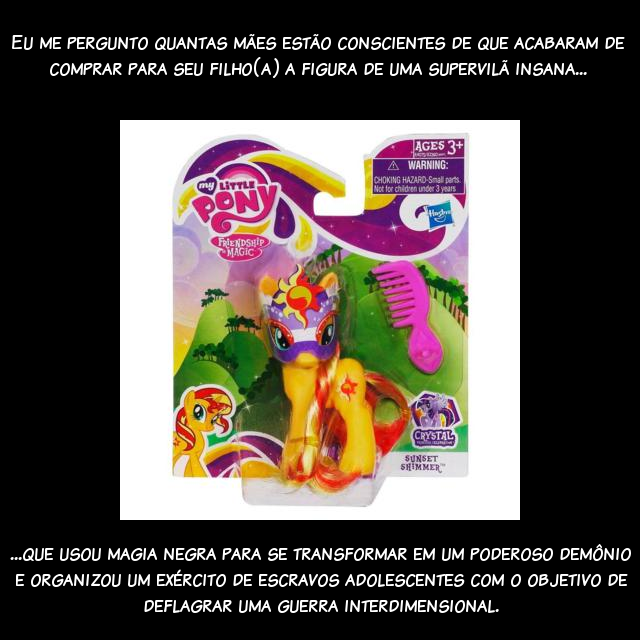 Eu me pergunto quantas mães estão conscientes de que acabaram de
comprar para seu filho(a) a figura de uma supervilã insana...
AGES 3+
WARNING:
CHOKING HAZARD-Small parts.
Not for children under 3 years
my LITTLE
PONY
FRIENDSHIP
IS MAGIC
Hasbro
CRYSTAL
SUNSET
SHIMMER™
...que usou magia negra para se transformar em um poderoso demônio
e organizou um exército de escravos adolescentes com o objetivo de
deflagrar uma guerra interdimensional.